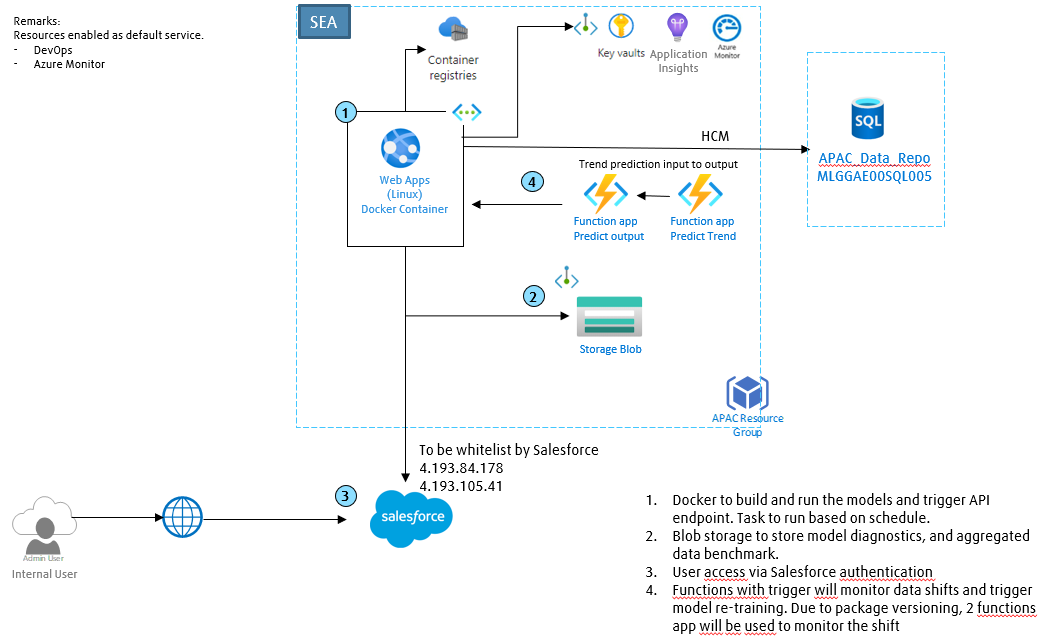 Remarks:
Resources enabled as default service.
- DevOps
- Azure Monitor
SEA
Container
registries
Key vaults
Application
Insights
Azure
Monitor
1
Web Apps
(Linux)
Docker Container
HCM
SQL
APAC_Data_Repo
MLGGAE00SQL005
Trend prediction input to output
4
Function app
Predict output
Function app
Predict Trend
2
Storage Blob
APAC Resource
Group
To be whitelist by Salesforce
4.193.84.178
4.193.105.41
3
salesforce
Admin User
Internal User
1. Docker to build and run the models and trigger API
endpoint. Task to run based on schedule.
2. Blob storage to store model diagnostics, and aggregated
data benchmark.
3. User access via Salesforce authentication
4. Functions with trigger will monitor data shifts and trigger
model re-training. Due to package versioning, 2 functions
app will be used to monitor the shift